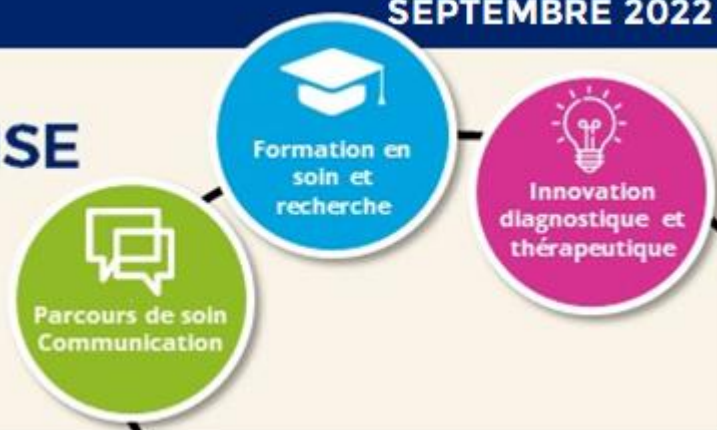 SEPTEMBRE 2022
SE
Formation en
soin et
recherche
Innovation
diagnostique et
thérapeutique
Parcours de soin
Communication